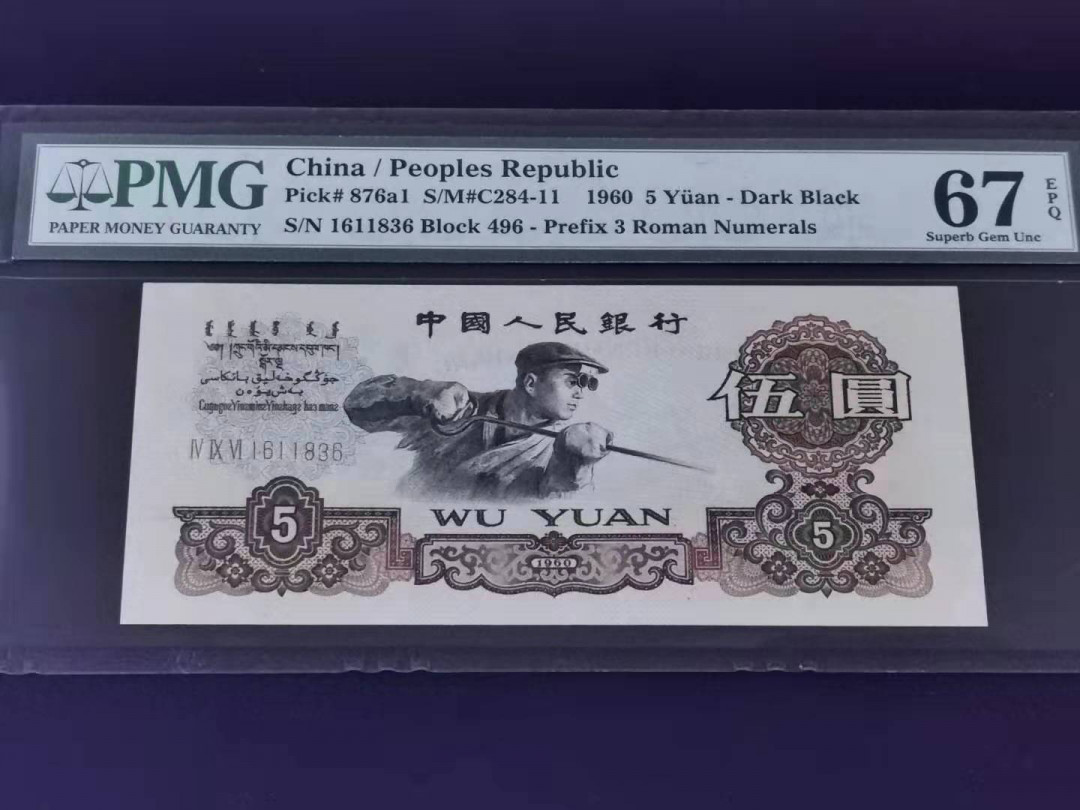 PMG
PAPER MONEY GUARANTY
China / Peoples Republic
Pick# 876a1 S/M#C284-11 1960 5 Yüan - Dark Black
S/N 1611836 Block 496 - Prefix 3 Roman Numerals
67
EPQ
Superb Gem Unc
中國人民銀行
伍圓
IV IX VI 1611836
WU YUAN
5
1960
5